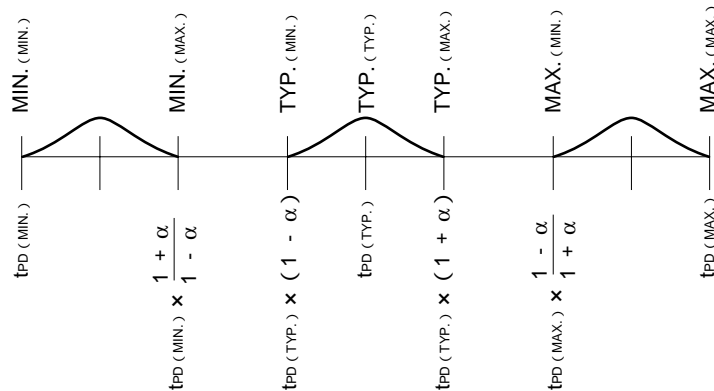 MIN. (MIN.)
MIN. (MAX.)
TYP. (MIN.)
TYP. (TYP.)
TYP. (MAX.)
MAX. (MIN.)
MAX. (MAX.)
tPD (MIN.)
tPD (MIN.) × 1 + α / 1 - α
tPD (TYP.) × ( 1 - α )
tPD (TYP.)
tPD (TYP.) × ( 1 + α )
tPD (MAX.) × 1 - α / 1 + α
tPD (MAX.)